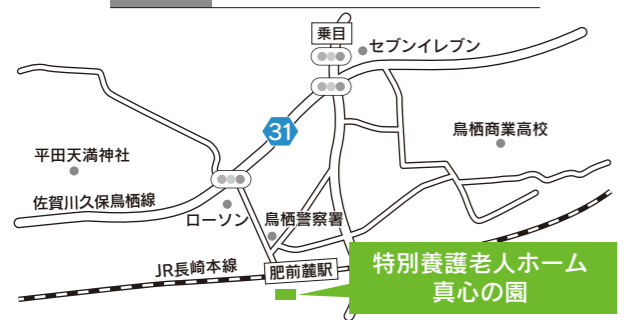 乗目
セブンイレブン
31
鳥栖商業高校
平田天満神社
佐賀川久保鳥栖線
ローソン
鳥栖警察署
JR長崎本線
肥前麓駅
特別養護老人ホーム
真心の園